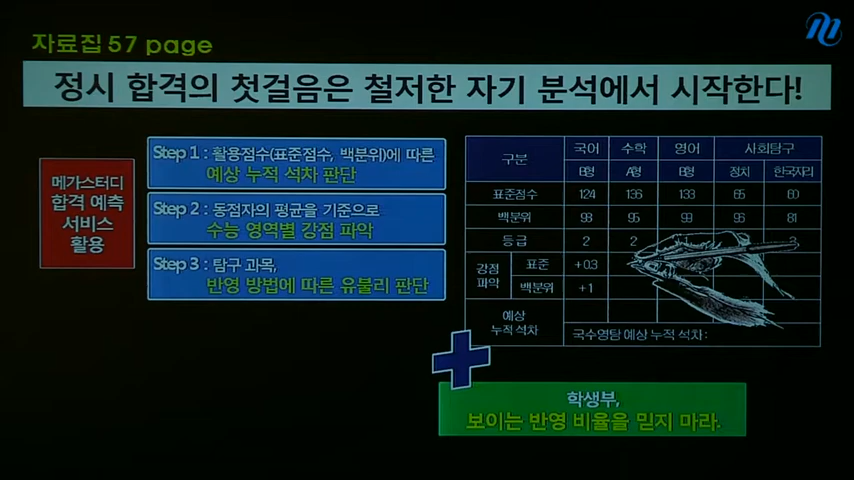 자료집 57 page
정시 합격의 첫걸음은 철저한 자기 분석에서 시작한다!
메가스터디
합격 예측
서비스
활용
Step 1 : 활용점수(표준점수, 백분위)에 따른
예상 누적 석차 판단
Step 2 : 동점자의 평균을 기준으로
수능 영역별 강점 파악
Step 3 : 탐구 과목,
반영 방법에 따른 유불리 판단
구분 국어 수학 영어 사회탐구
B형 A형 B형 정치 한국지리
표준점수 124 136 133 65 60
백분위 93 95 99 96 81
등급 2 2 3
강점 파악
표준 +0.3
백분위 +1
예상
누적 석차
국수영탐 예상 누적 석차 :
학생부,
보이는 반영 비율을 믿지 마라.